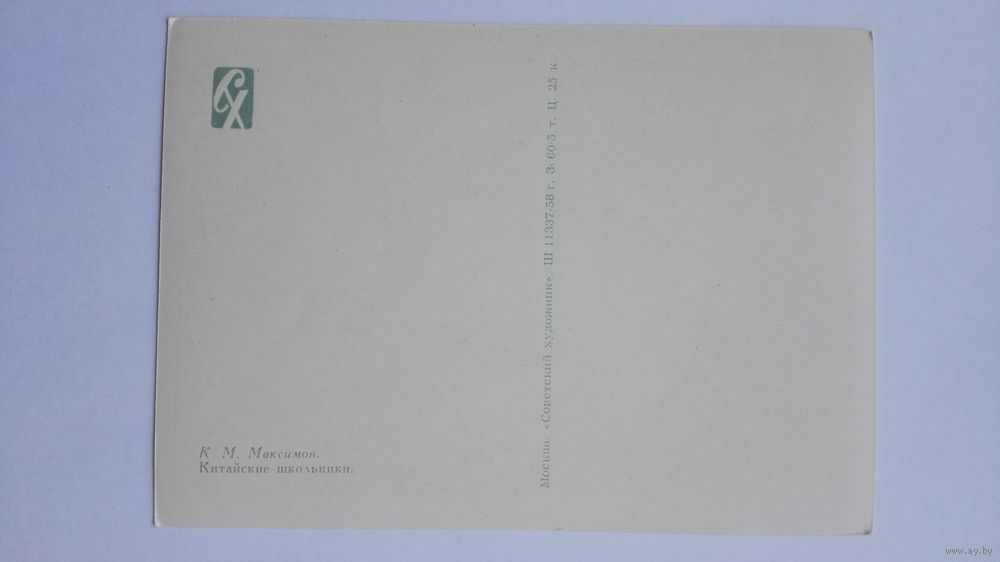 СХ
К. М. Максимов.
Китайские школьники.
Москва. «Советский художник». Ш 11337-58 г. З. 60-5 т. Ц. 25 к.
www.ay.by